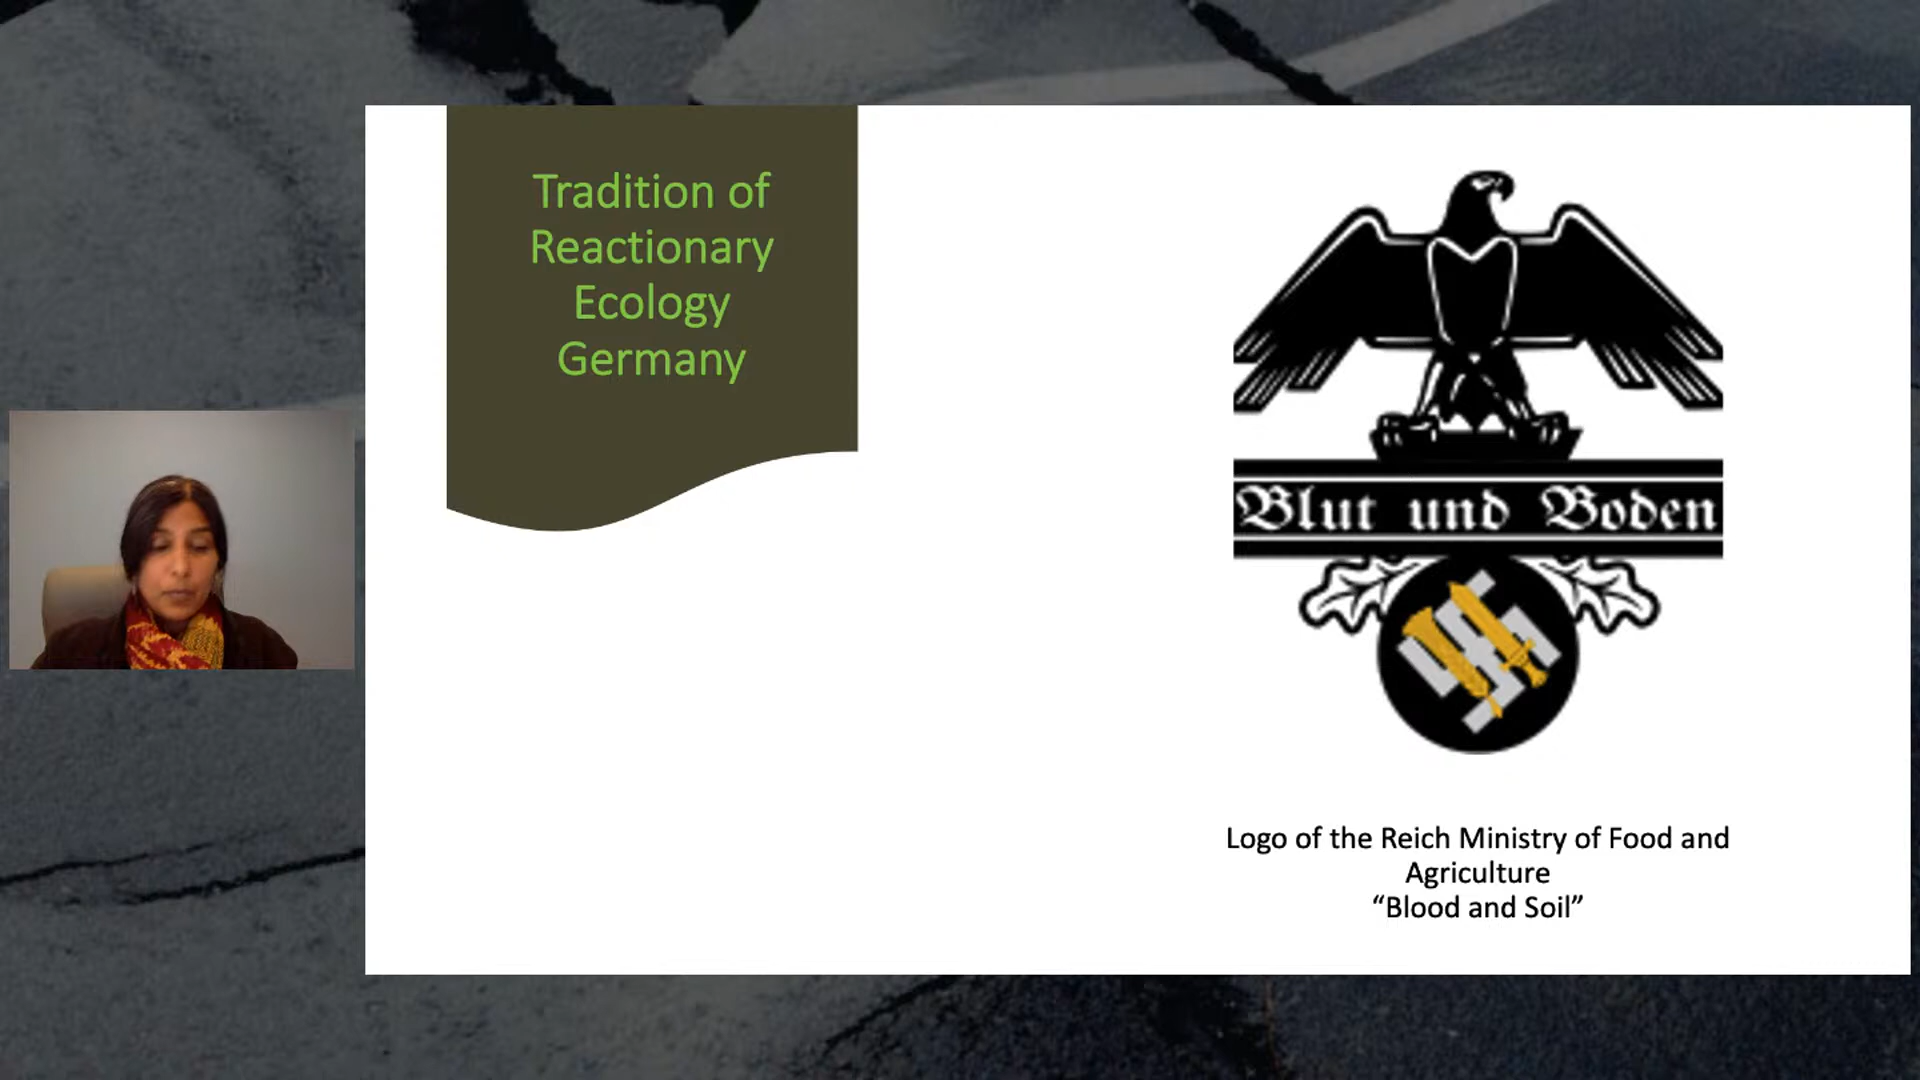 Tradition of
Reactionary
Ecology
Germany
Blut und Boden
Logo of the Reich Ministry of Food and
Agriculture
“Blood and Soil”